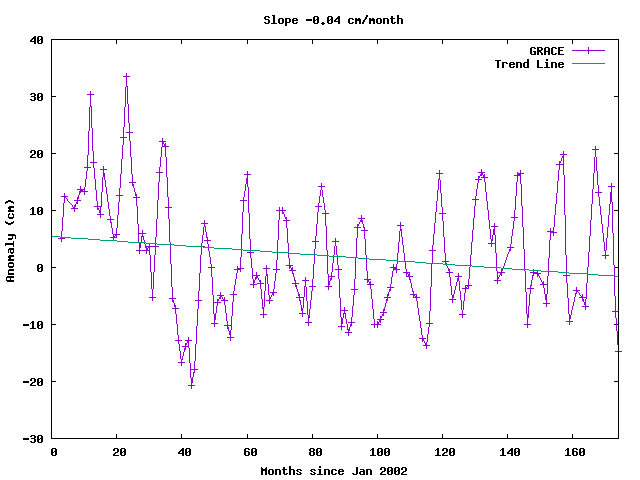 Slope -0.04 cm/month
GRACE
Trend Line
40
30
20
10
0
-10
-20
-30
Anomaly (cm)
0 20 40 60 80 100 120 140 160
Months since Jan 2002